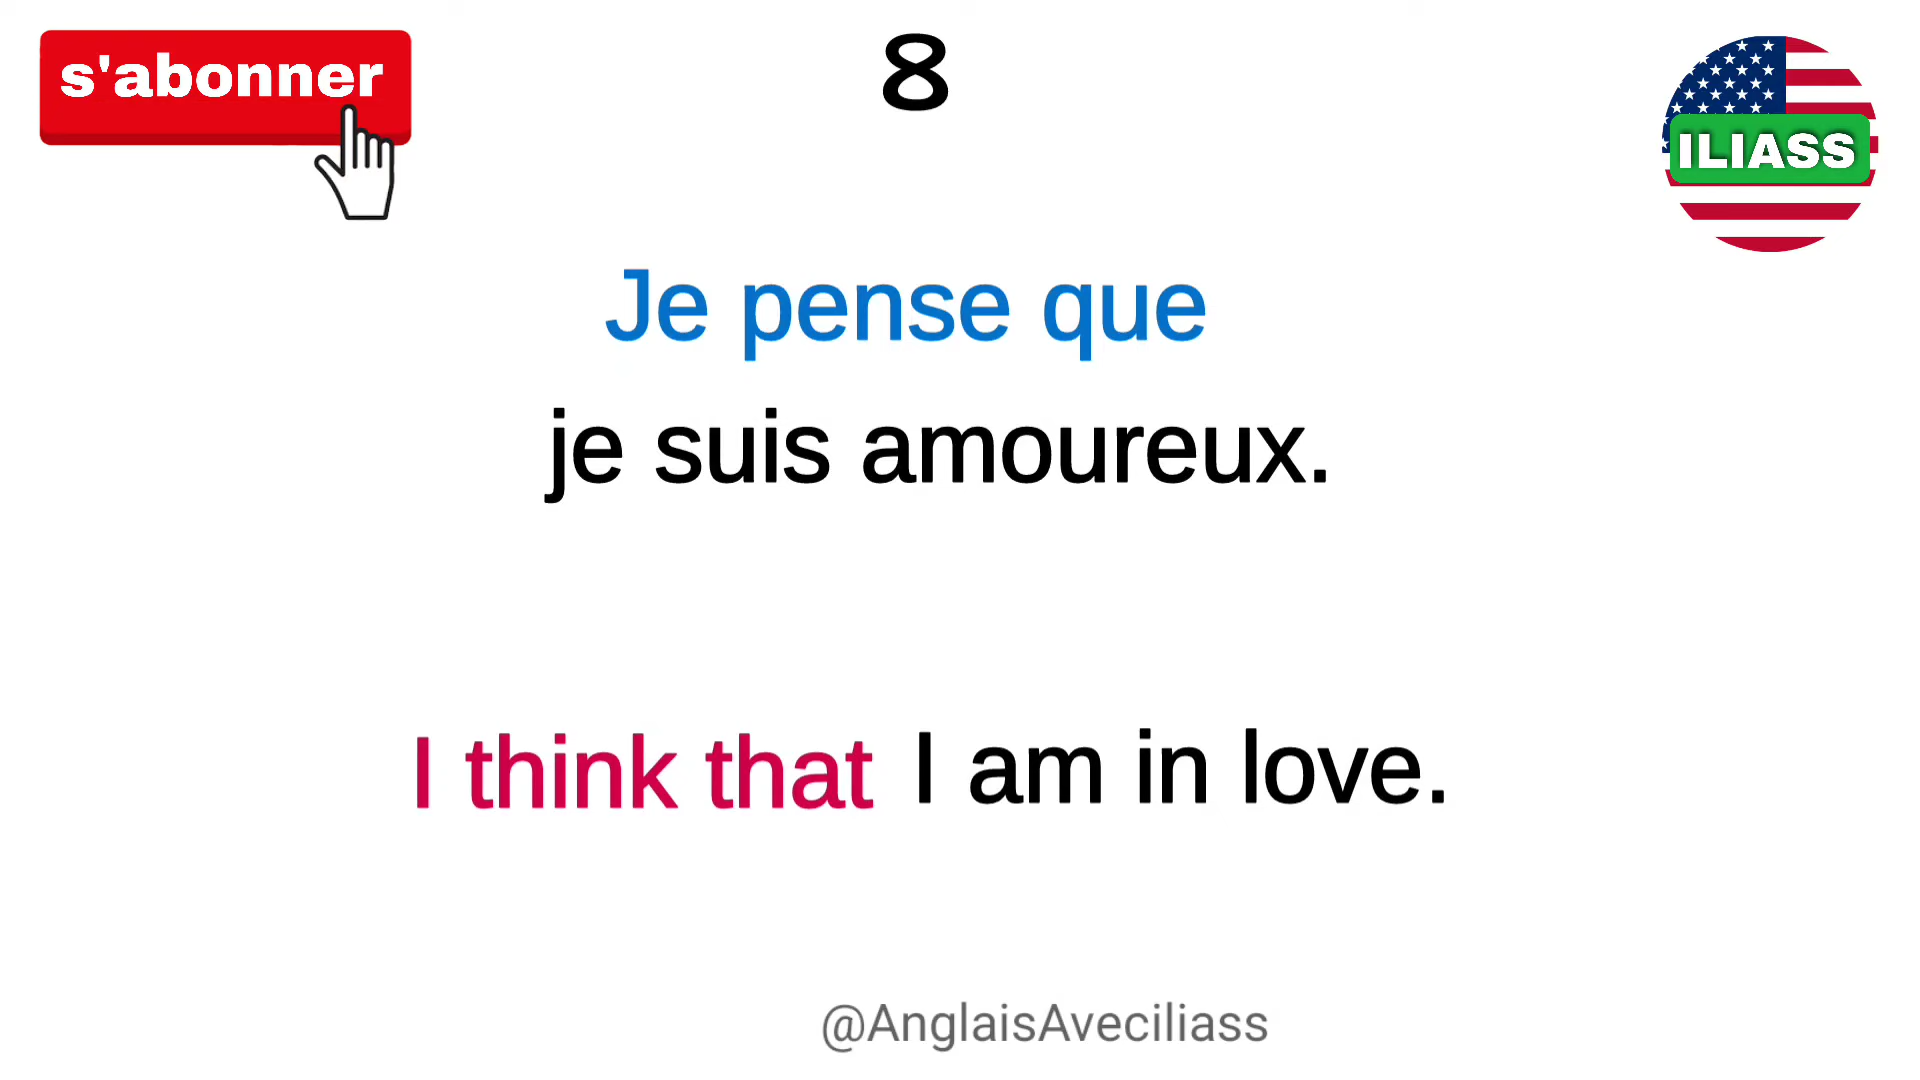 s'abonner
8
ILIASS
Je pense que
je suis amoureux.
I think that I am in love.
@AnglaisAveciliass